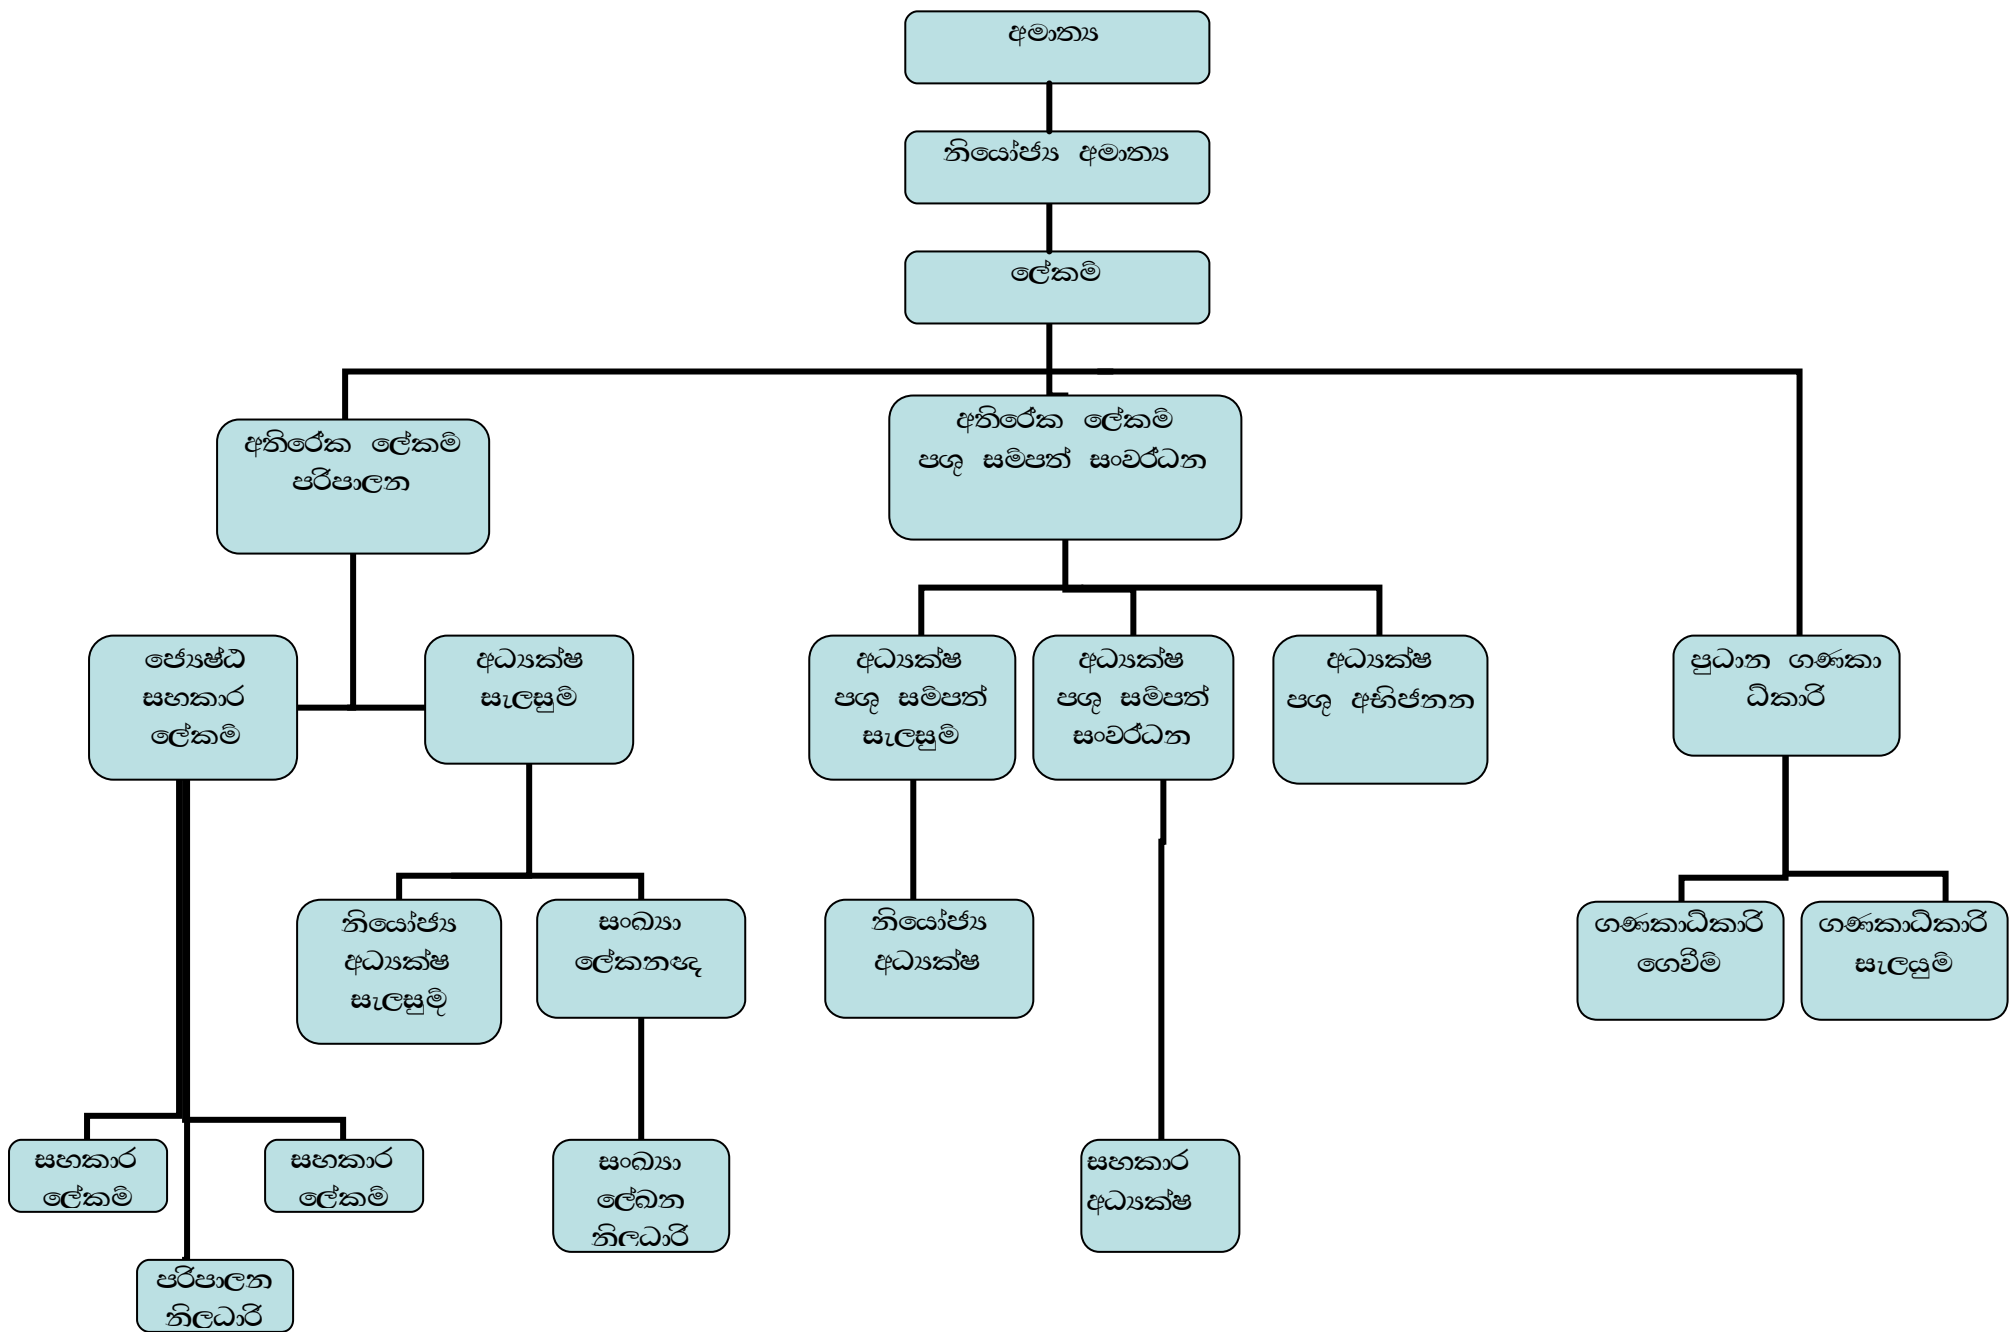 අමාත්‍ය
නියෝජ්‍ය අමාත්‍ය
ලේකම්
අතිරේක ලේකම්
පරිපාලන
අතිරේක ලේකම්
පශු සම්පත් සංවර්ධන
ජ්‍යෙෂ්ඨ
සහකාර
ලේකම්
අධ්‍යක්ෂ
සැලසුම්
අධ්‍යක්ෂ
පශු සම්පත්
සැලසුම්
අධ්‍යක්ෂ
පශු සම්පත්
සංවර්ධන
අධ්‍යක්ෂ
පශු අභිජනන
පුධාන ගණකා
ධිකාරි
නියෝජ්‍ය
අධ්‍යක්ෂ
සැලසුම්
සංඛ්‍යා
ලේකනඥ
නියෝජ්‍ය
අධ්‍යක්ෂ
ගණකාධිකාරි
ගෙවීම්
ගණකාධිකාරි
සැලයුම්
සහකාර
ලේකම්
සහකාර
ලේකම්
සංඛ්‍යා
ලේඛන
නිලධාරි
සහකාර
අධ්‍යක්ෂ
පරිපාලන
නිලධාරි